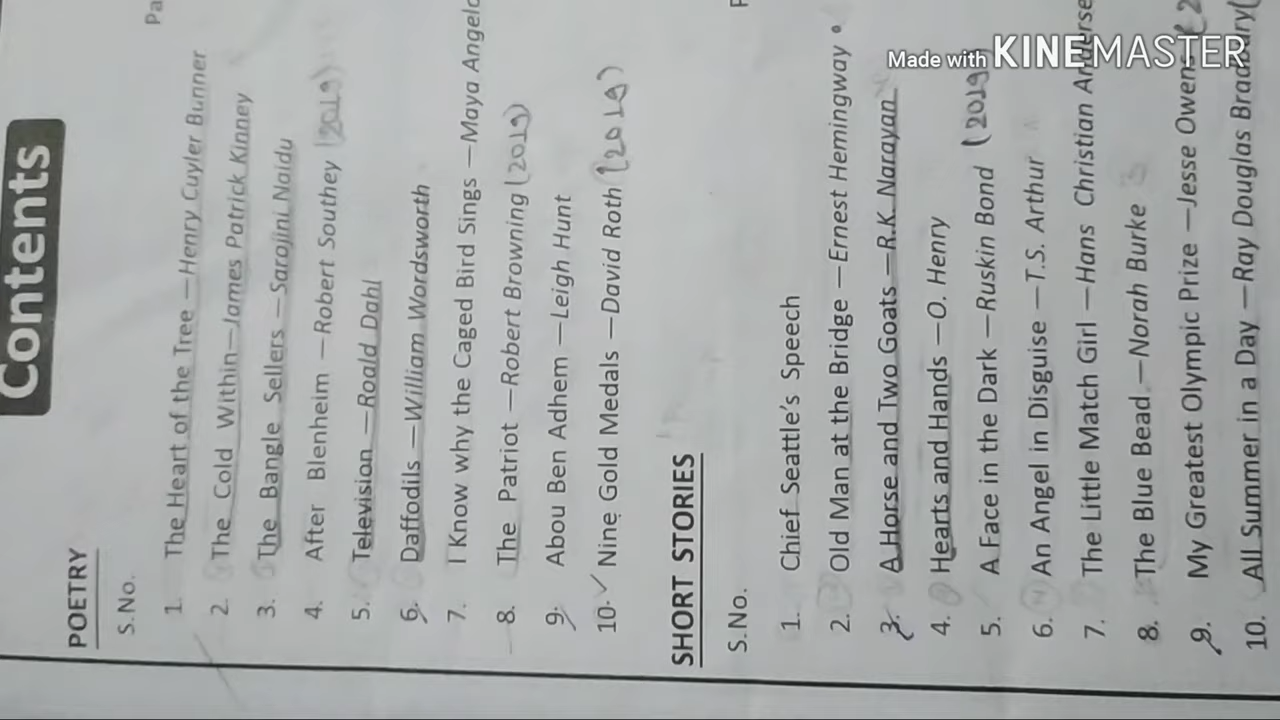 Made with KINEMASTER
Contents
Pa
POETRY
S.No.
1. The Heart of the Tree —Henry Cuyler Bunner
2. The Cold Within—James Patrick Kinney
3. The Bangle Sellers —Sarojini Naidu
4. After Blenheim —Robert Southey (2019)
5. Television —Roald Dahl
6. Daffodils —William Wordsworth
7. I Know why the Caged Bird Sings —Maya Angelo
8. The Patriot —Robert Browning (2019)
9. Abou Ben Adhem —Leigh Hunt
10. Nine Gold Medals —David Roth (2019)
SHORT STORIES
S.No.
1. Chief Seattle's Speech
2. Old Man at the Bridge —Ernest Hemingway
3. A Horse and Two Goats —R.K. Narayan
4. Hearts and Hands —O. Henry
5. A Face in the Dark —Ruskin Bond (2019)
6. An Angel in Disguise —T.S. Arthur
7. The Little Match Girl —Hans Christian Anderse
8. The Blue Bead —Norah Burke
9. My Greatest Olympic Prize —Jesse Owens
10. All Summer in a Day —Ray Douglas Bradbury